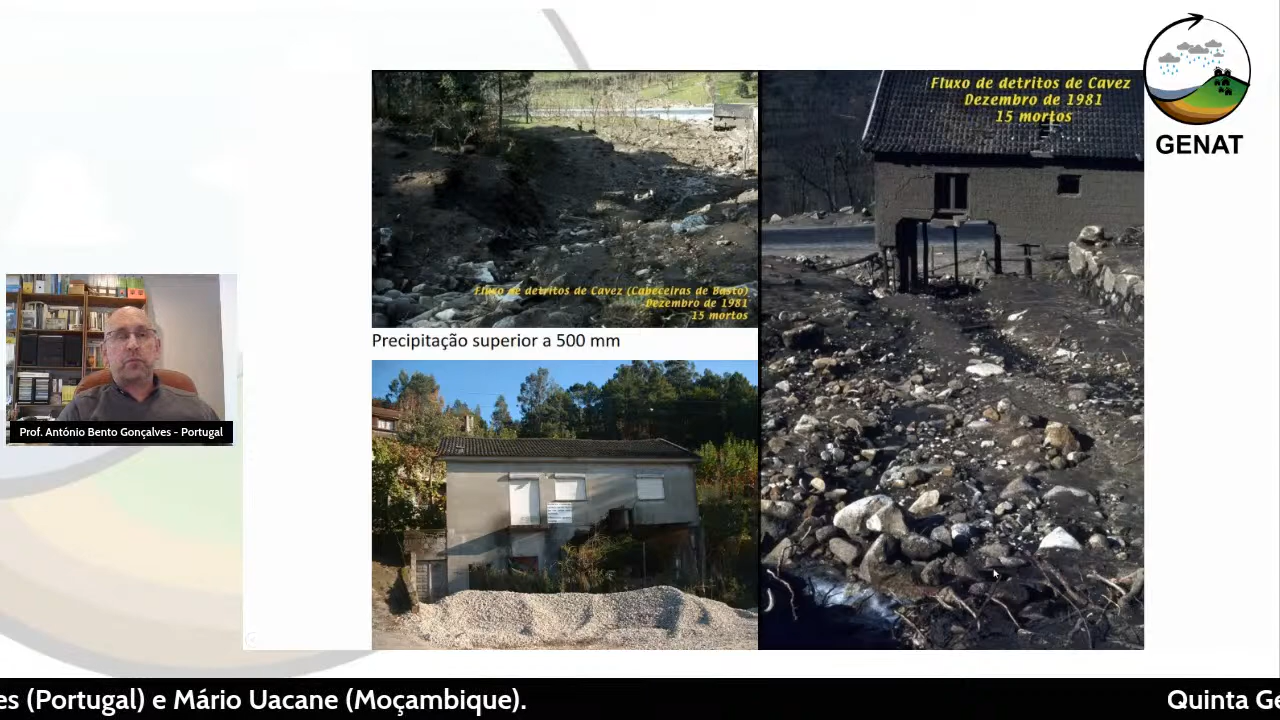 Fluxo de detritos de Cavez
Dezembro de 1981
15 mortos
GENAT
Fluxo de detritos de Cavez (Cabeceiras de Basto)
Dezembro de 1981
15 mortos
Precipitação superior a 500 mm
Prof. António Bento Gonçalves - Portugal
es (Portugal) e Mário Uacane (Moçambique).
Quinta Ge